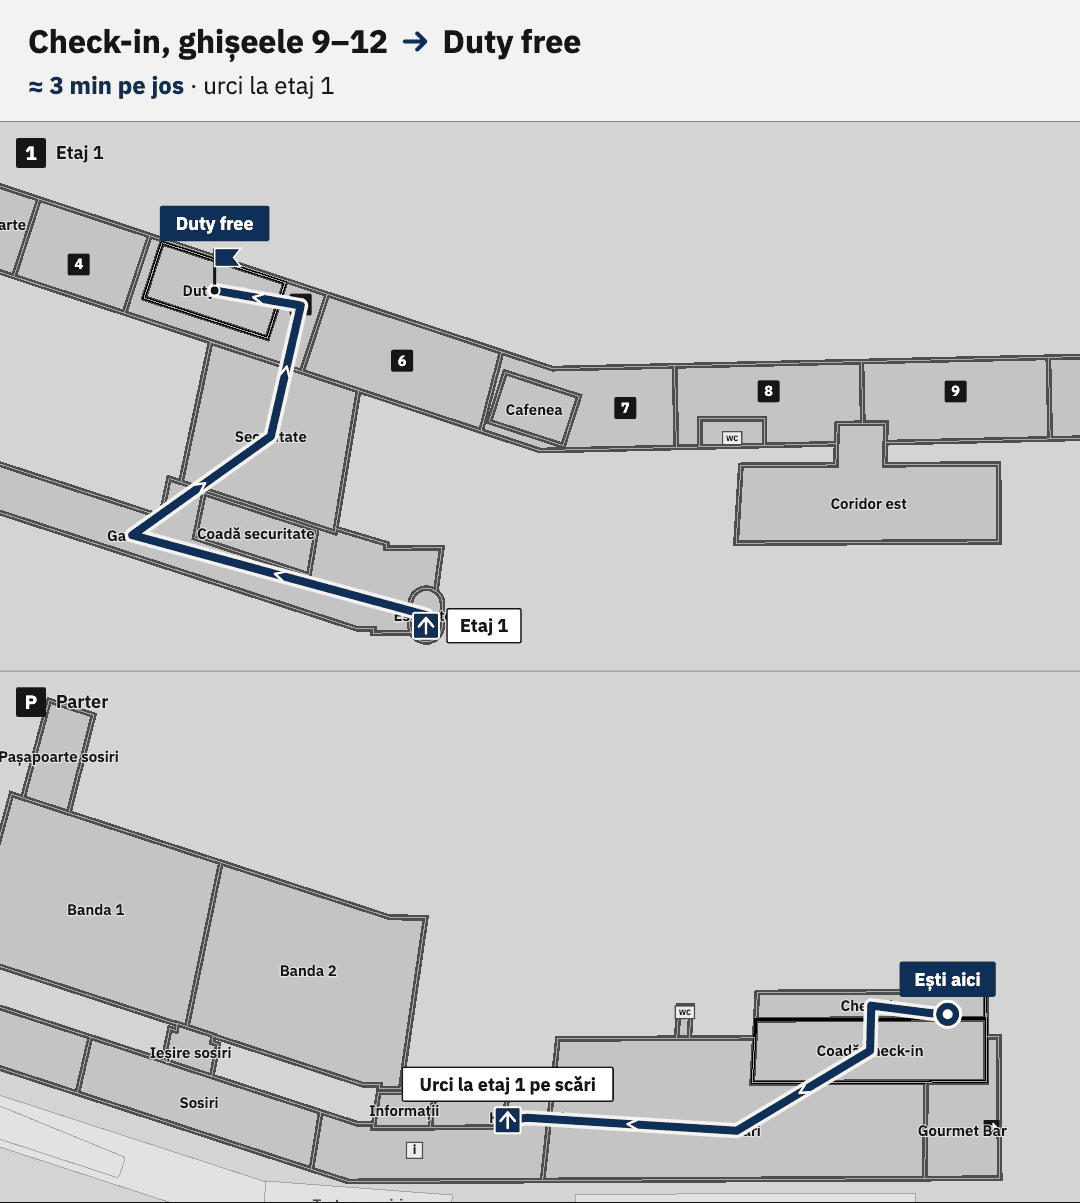 Check-in, ghișeele 9–12 → Duty free
≈ 3 min pe jos · urci la etaj 1
1 Etaj 1
arte
Duty free
4
6
Cafenea
7
8
9
wc
Coadă securitate
Coridor est
Etaj 1
P Parter
Pașapoarte sosiri
Banda 1
Banda 2
Ești aici
wc
Ieșire sosiri
Urci la etaj 1 pe scări
Sosiri
Informații
i
Gourmet Bar